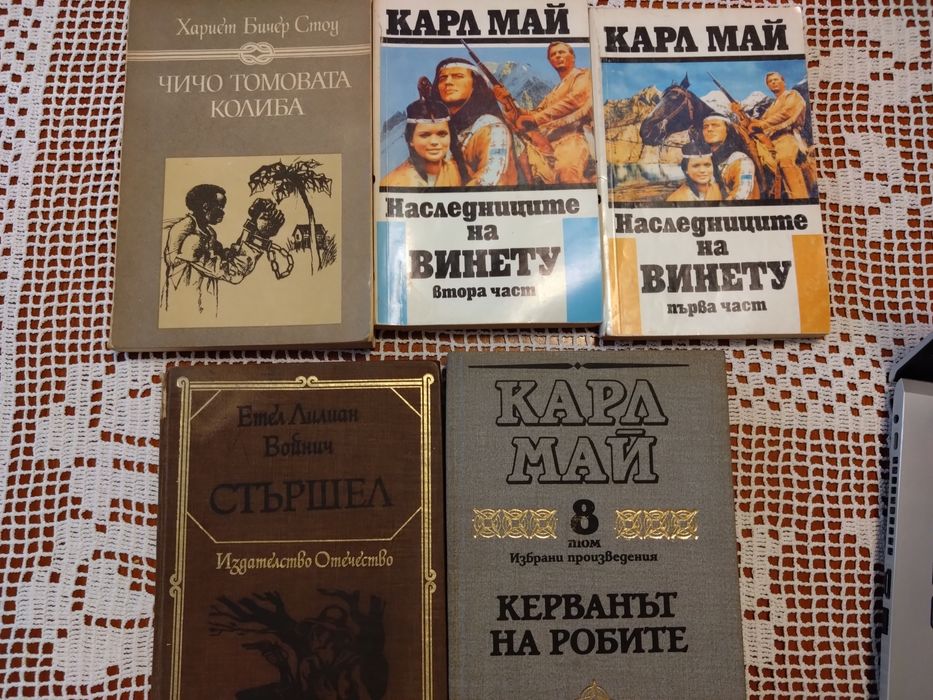 Хариет Бичер Стоу
ЧИЧО ТОМОВАТА
КОЛИБА
КАРЛ МАЙ
Наследниците
на
ВИНЕТУ
втора част
КАРЛ МАЙ
Наследниците
на
ВИНЕТУ
първа част
Етел Лилиан
Войнич
СТЪРШЕЛ
Издателство Отечество
КАРЛ
МАЙ
8
том
Избрани произведения
КЕРВАНЪТ
НА РОБИТЕ